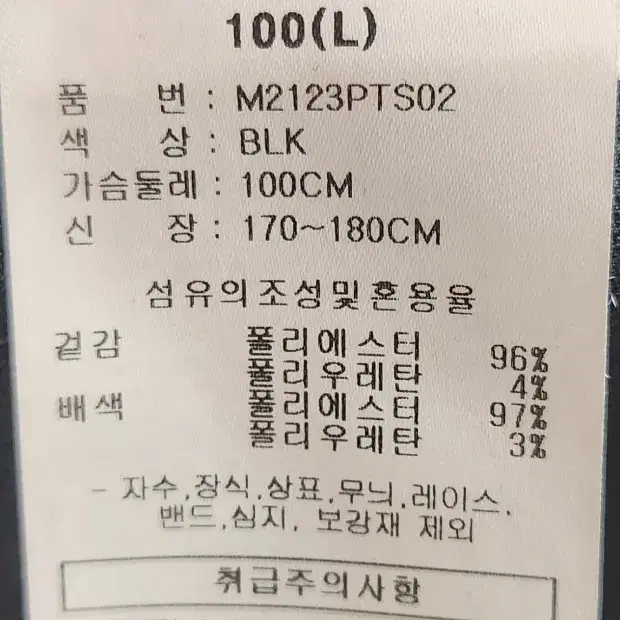 100(L)
품 번 : M2123PTS02
색 상 : BLK
가슴둘레 : 100CM
신 장 : 170~180CM
섬유의조성및혼용율
겉감 폴리에스터 96%
폴리우레탄 4%
배색 폴리에스터 97%
폴리우레탄 3%
- 자수,장식,상표,무늬,레이스,
밴드,심지, 보강재 제외
취급주의사항